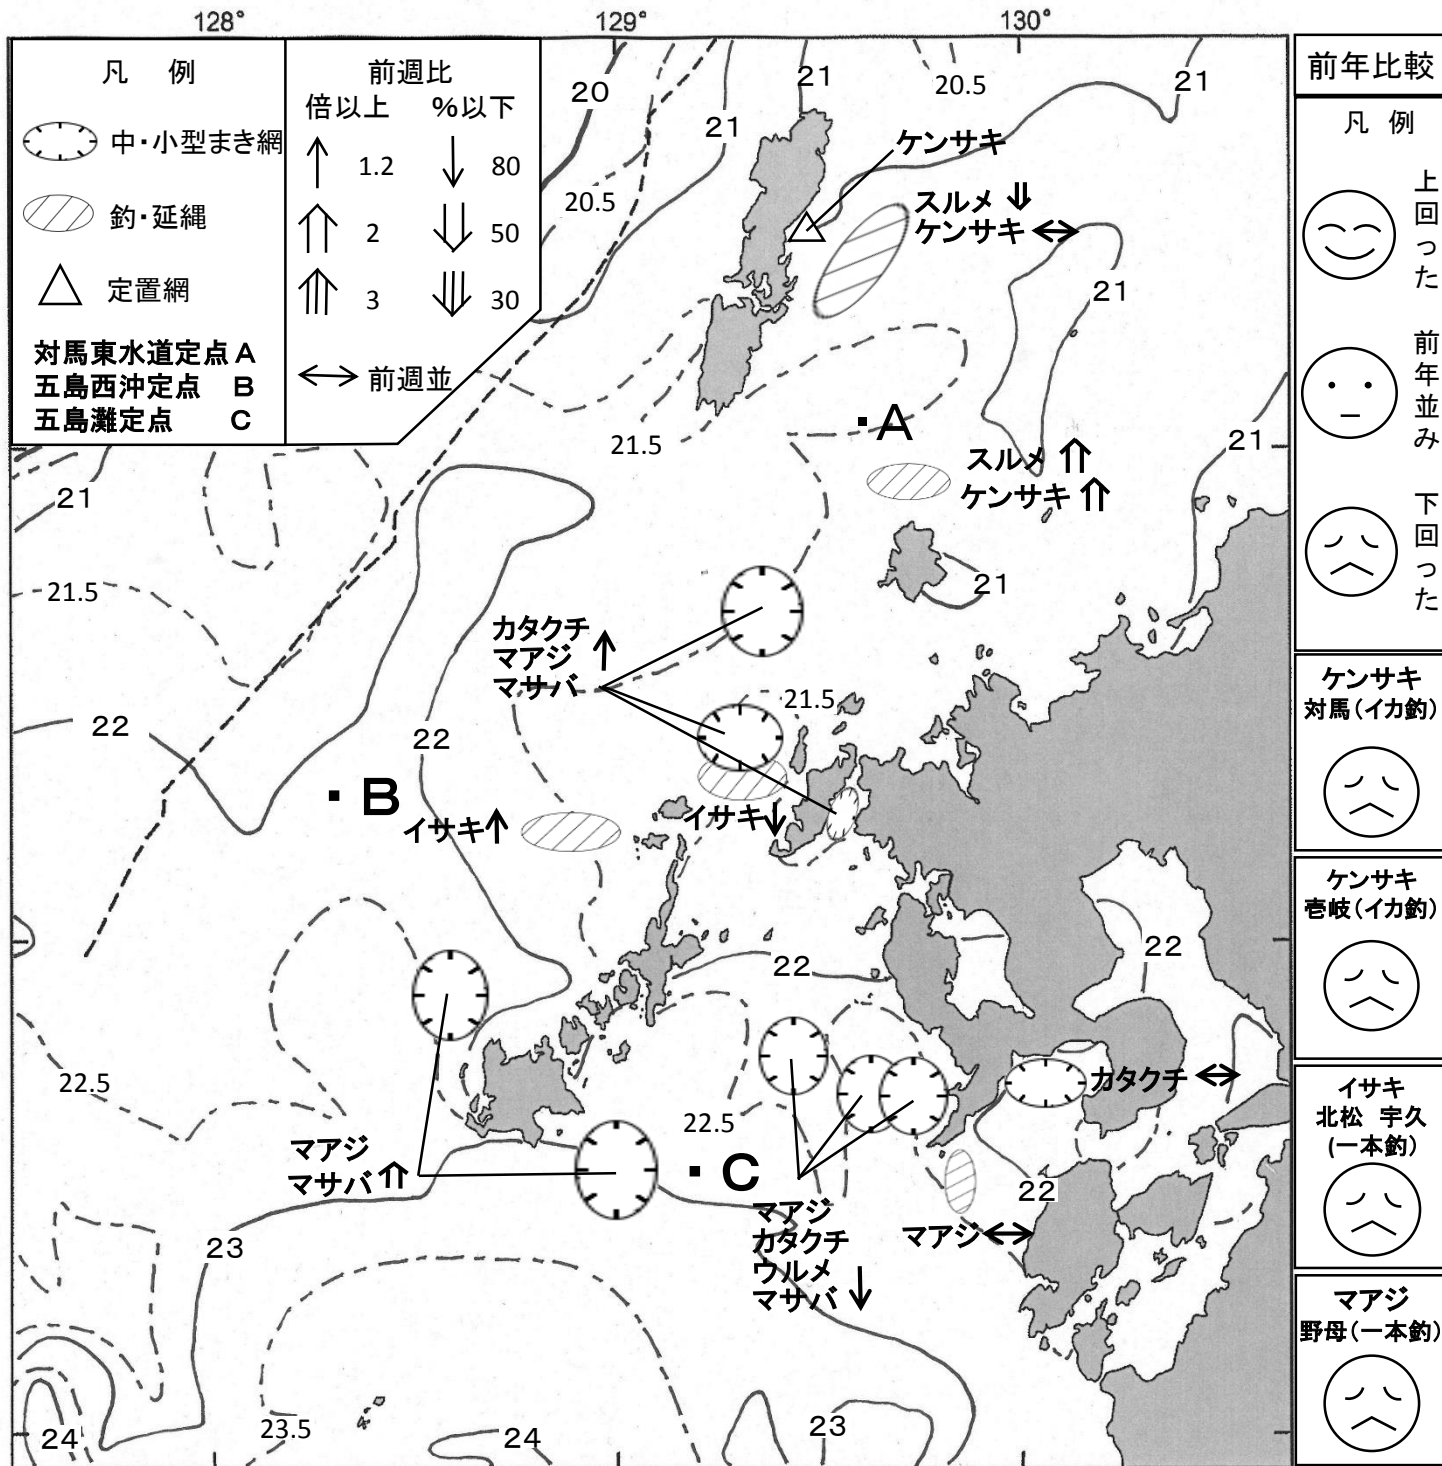 128°
129°
130°
凡 例
中・小型まき網
釣・延縄
定置網
対馬東水道定点 A
五島西沖定点 B
五島灘定点 C
前週比
倍以上 %以下
1.2 80
2 50
3 30
前週並
前年比較
凡 例
上回った
前年並み
下回った
ケンサキ
対馬(イカ釣)
ケンサキ
壱岐(イカ釣)
イサキ
北松 宇久
(一本釣)
マアジ
野母(一本釣)
20
21
21
20.5
21
20.5
ケンサキ
スルメ
ケンサキ
21
21.5
A
21
スルメ
ケンサキ
21
21.5
21
カタクチ
マアジ
マサバ
21.5
22
22
B
イサキ
イサキ
22
22
22.5
カタクチ
22.5
マアジ
マサバ
C
22
マアジ
カタクチ
ウルメ
マサバ
マアジ
23
24
23.5
24
23